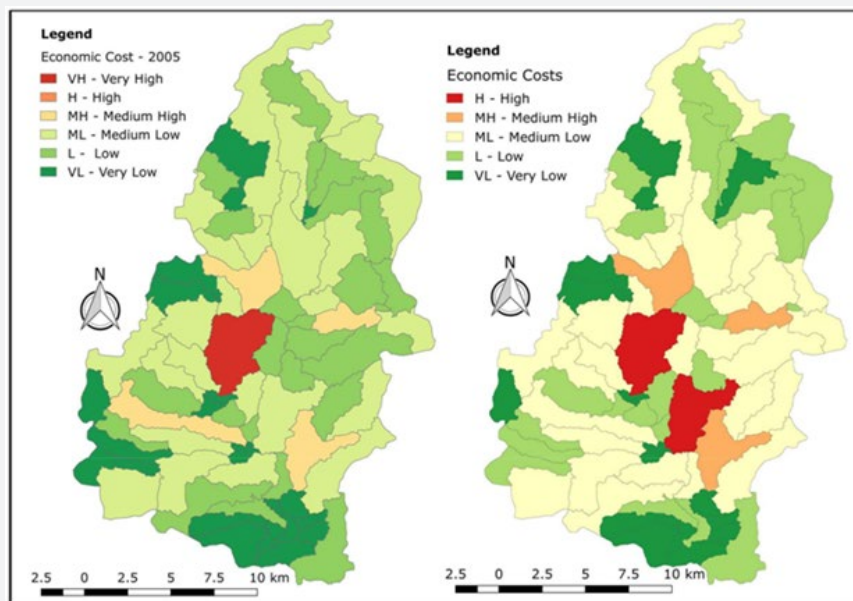 Legend
Economic Cost - 2005
VH - Very High
H - High
MH - Medium High
ML - Medium Low
L - Low
VL - Very Low
N
2.5 0 2.5 5 7.5 10 km
Legend
Economic Costs
H - High
MH - Medium High
ML - Medium Low
L - Low
VL - Very Low
N
2.5 0 2.5 5 7.5 10 km